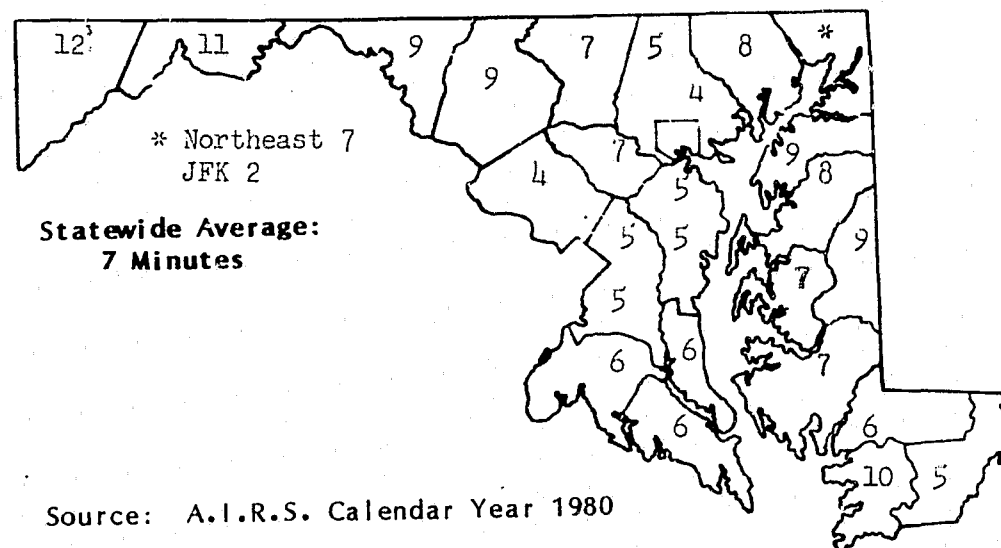 12 11 9 9 7 5 8 *
4
* Northeast 7
JFK 2
7 9 8
4 5
Statewide Average:
7 Minutes
5 5 9
7
5
6 6 7
6 6
10 5
Source: A.I.R.S. Calendar Year 1980